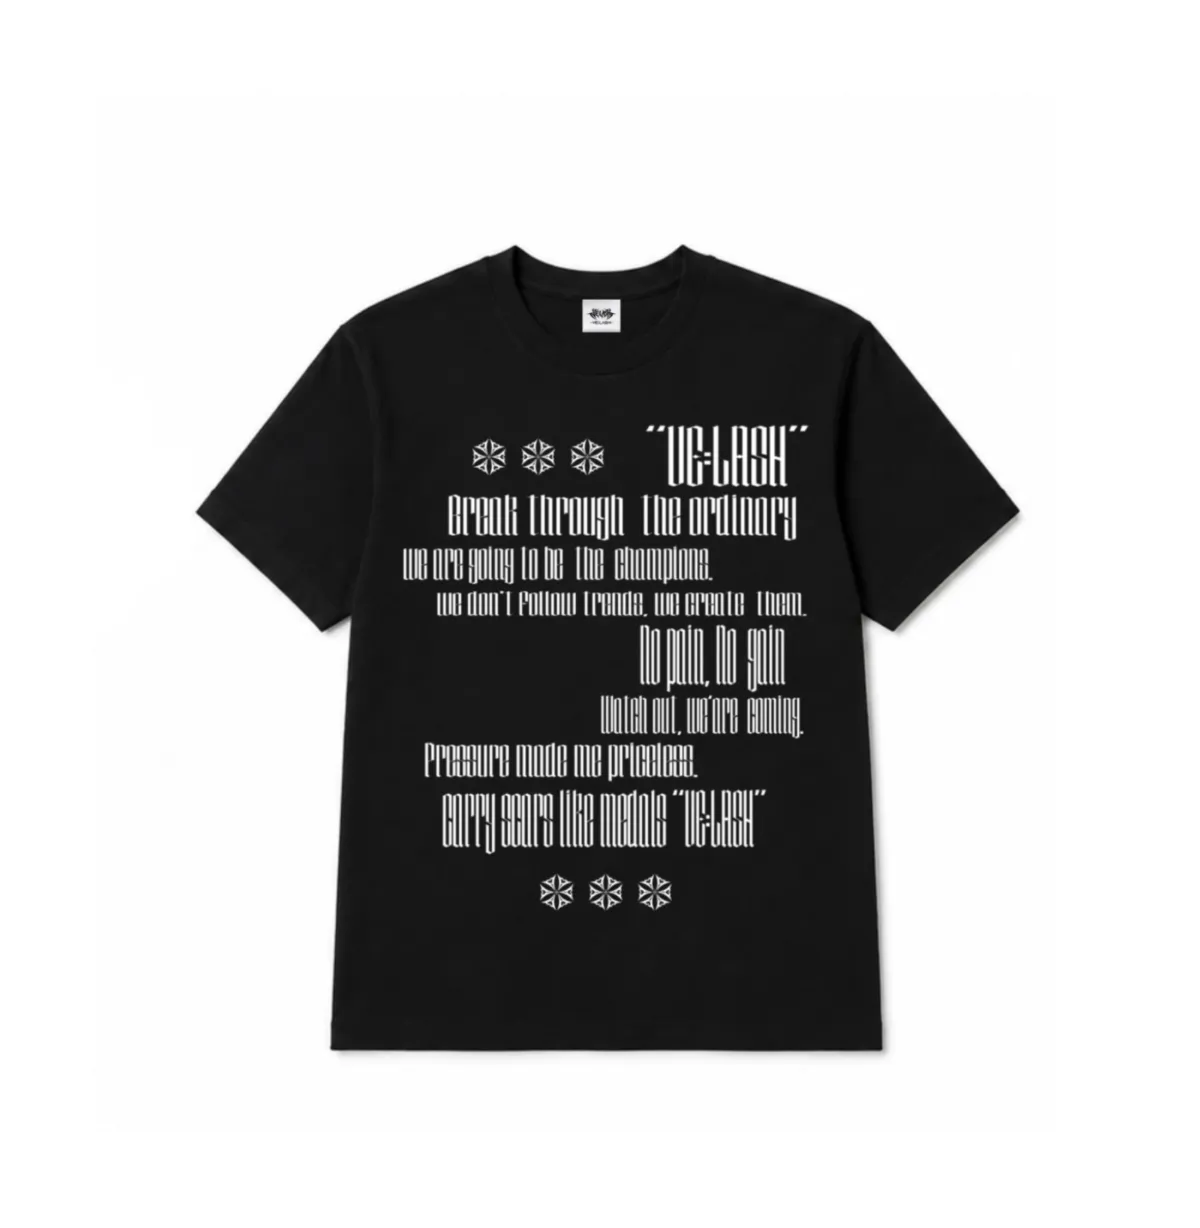 "VE:LASH"
Break through the ordinary
we are going to be the champions.
we don't follow trends, we create them.
No pain, No gain
Watch out, we'are coming.
Pressure made me priceless.
Carry scars like medals "VE:LASH"